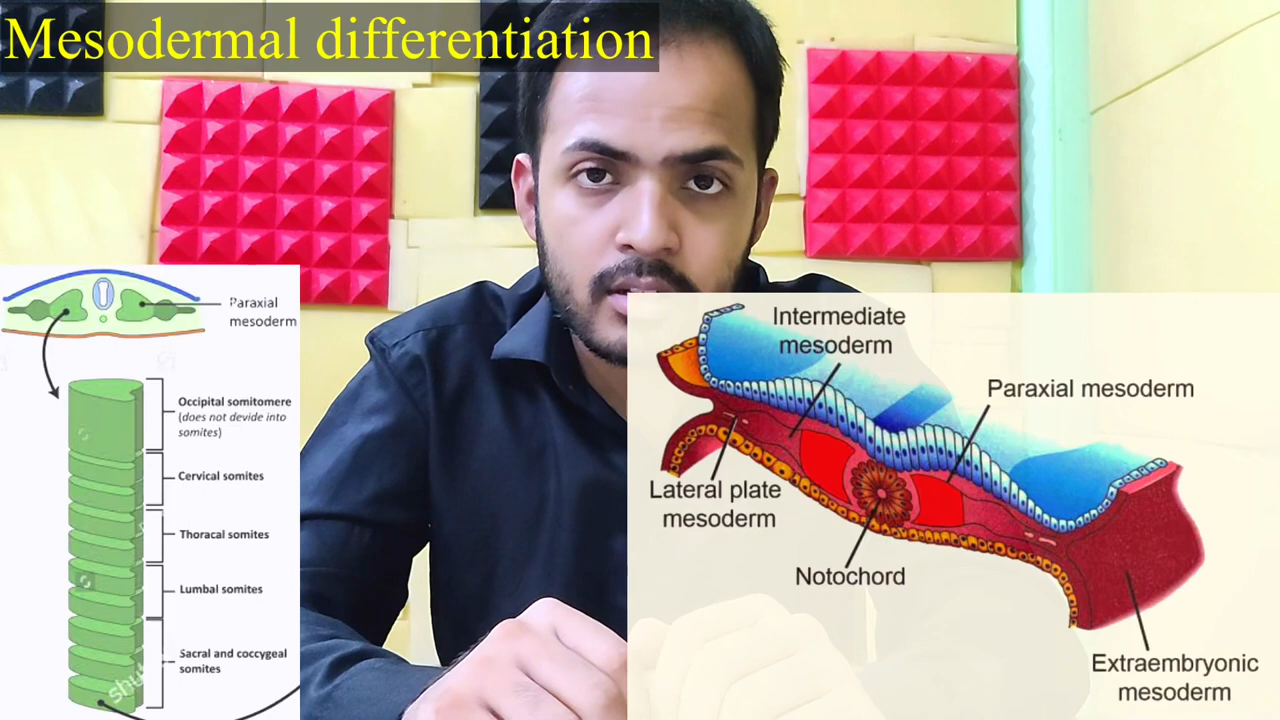 Mesodermal differentiation
Paraxial
mesoderm
Occipital somitomere
(does not devide into
somites)
Cervical somites
Thoracal somites
Lumbal somites
Sacral and coccygeal
somites
Intermediate
mesoderm
Paraxial mesoderm
Lateral plate
mesoderm
Notochord
Extraembryonic
mesoderm